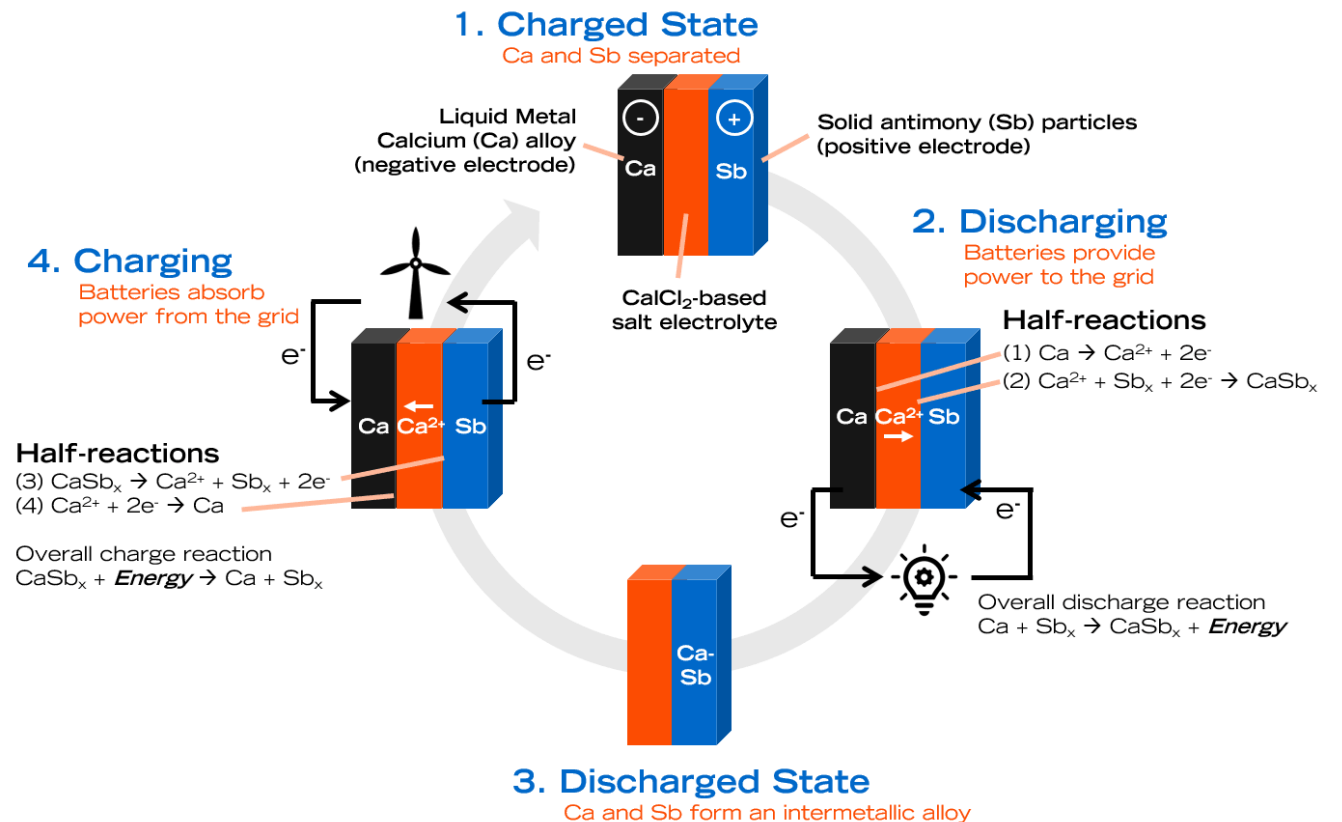 1. Charged State
Ca and Sb separated
Liquid Metal
Calcium (Ca) alloy
(negative electrode)
-
+
Ca
Sb
Solid antimony (Sb) particles
(positive electrode)
CalCl₂-based
salt electrolyte
2. Discharging
Batteries provide
power to the grid
Half-reactions
(1) Ca → Ca²⁺ + 2e⁻
(2) Ca²⁺ + Sbₓ + 2e⁻ → CaSbₓ
Ca
Ca²⁺
Sb
e⁻
e⁻
Overall discharge reaction
Ca + Sbₓ → CaSbₓ + Energy
Ca-
Sb
3. Discharged State
Ca and Sb form an intermetallic alloy
4. Charging
Batteries absorb
power from the grid
e⁻
e⁻
Ca
Ca²⁺
Sb
Half-reactions
(3) CaSbₓ → Ca²⁺ + Sbₓ + 2e⁻
(4) Ca²⁺ + 2e⁻ → Ca
Overall charge reaction
CaSbₓ + Energy → Ca + Sbₓ